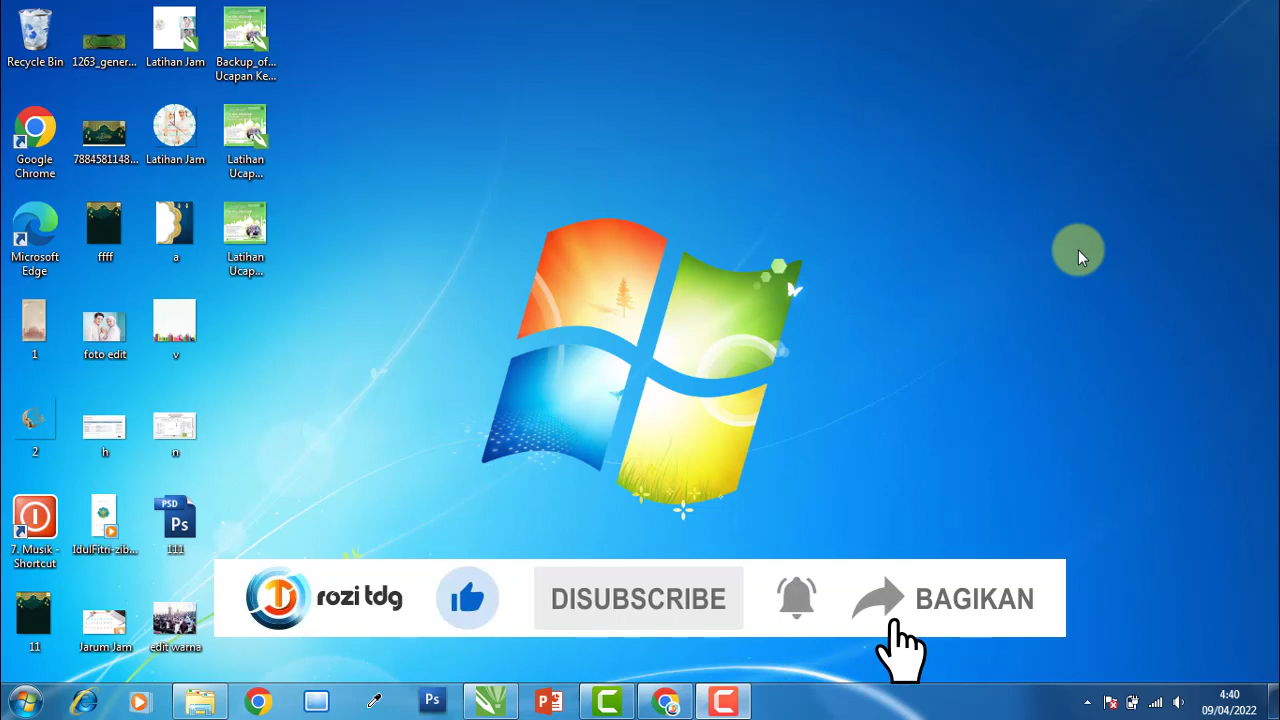 Recycle Bin
1263_gener...
Latihan Jam
Backup_of...
Ucapan Ke...
Google
Chrome
7884581148...
Latihan Jam
Latihan
Ucap...
Microsoft
Edge
ffff
a
Latihan
Ucap...
1
foto edit
v
2
h
n
PSD
Ps
7. Musik -
Shortcut
IdulFitri-zib...
111
11
Jarum Jam
edit warna
rozi tdg
DISUBSCRIBE
BAGIKAN
Ps
4:40
09/04/2022